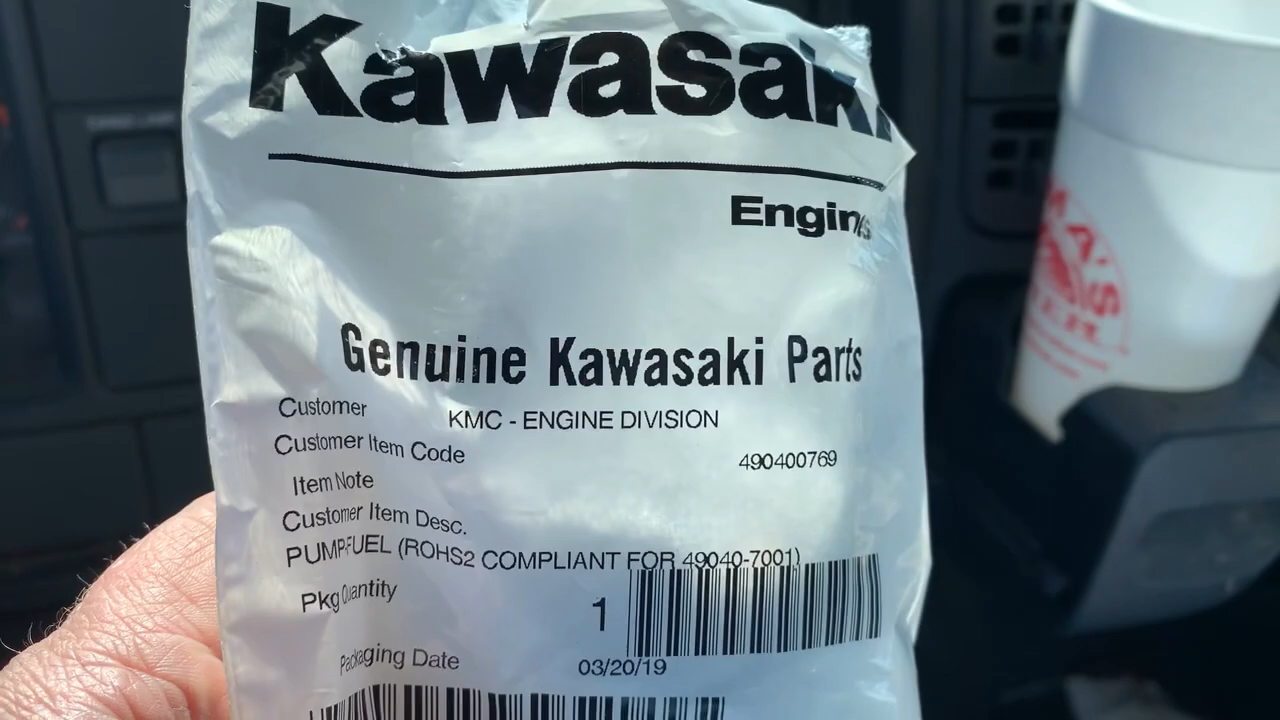 Kawasaki
Engines
Genuine Kawasaki Parts
Customer KMC - ENGINE DIVISION
Customer Item Code 490400769
Item Note
Customer Item Desc.
PUMP-FUEL (ROHS2 COMPLIANT FOR 49040-7001)
Pkg Quantity 1
Packaging Date 03/20/19